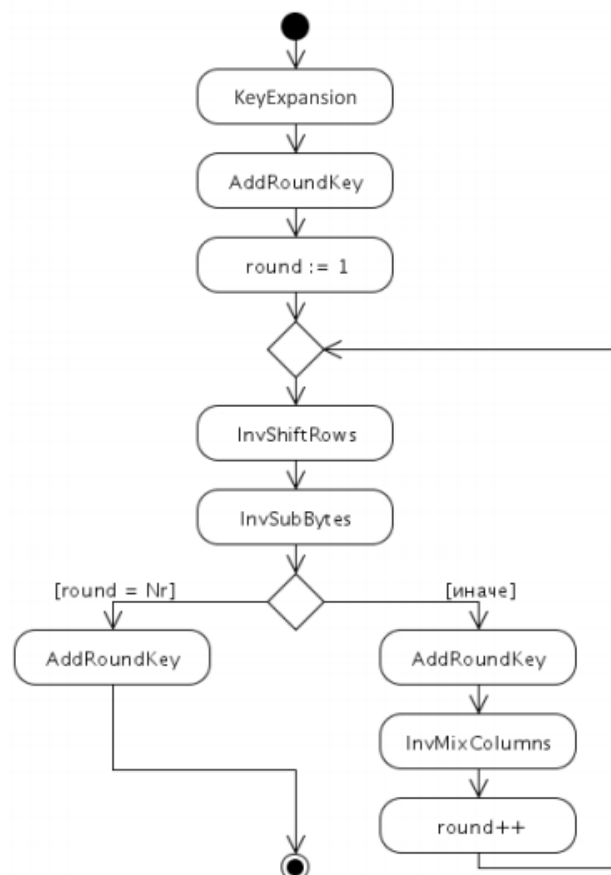 KeyExpansion
AddRoundKey
round := 1
InvShiftRows
InvSubBytes
[round = Nr]
[иначе]
AddRoundKey
AddRoundKey
InvMixColumns
round++